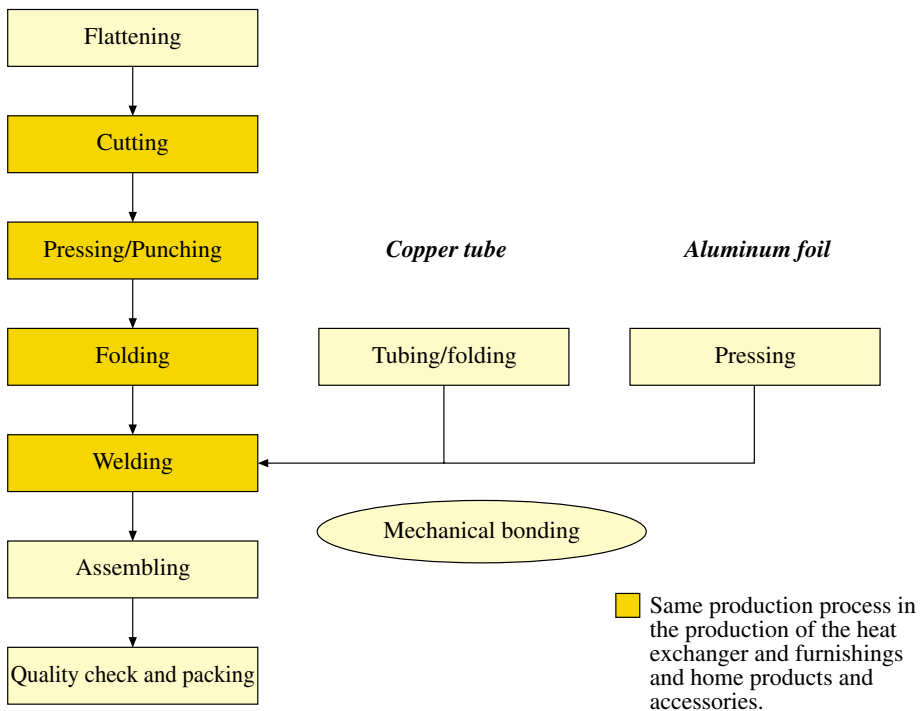 Flattening
Cutting
Pressing/Punching
Copper tube
Aluminum foil
Folding
Tubing/folding
Pressing
Welding
Mechanical bonding
Assembling
Quality check and packing
Same production process in
the production of the heat
exchanger and furnishings
and home products and
accessories.